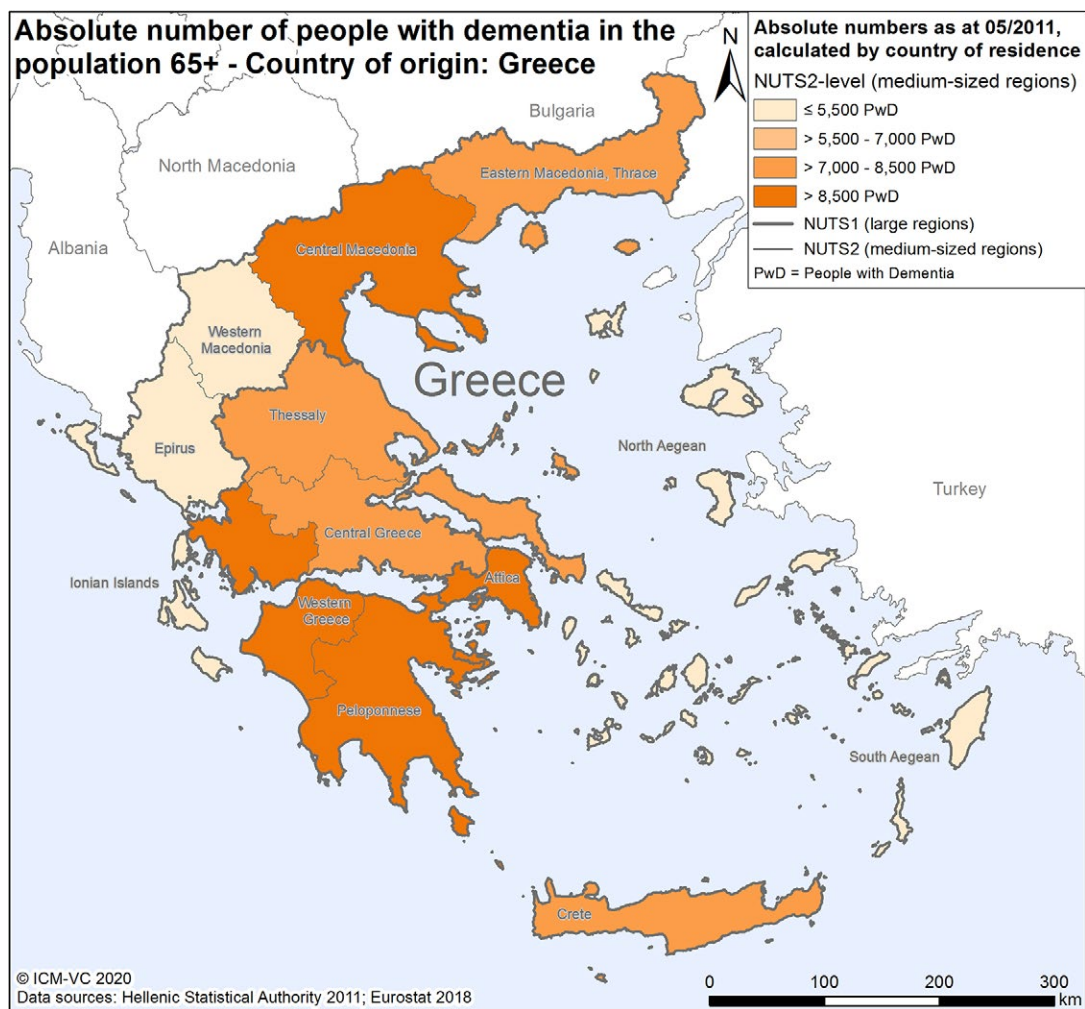 Absolute number of people with dementia in the
population 65+ - Country of origin: Greece
N
Absolute numbers as at 05/2011,
calculated by country of residence
NUTS2-level (medium-sized regions)
≤ 5,500 PwD
> 5,500 - 7,000 PwD
> 7,000 - 8,500 PwD
> 8,500 PwD
NUTS1 (large regions)
NUTS2 (medium-sized regions)
PwD = People with Dementia
Bulgaria
North Macedonia
Eastern Macedonia, Thrace
Albania
Central Macedonia
Western
Macedonia
Greece
Thessaly
Epirus
North Aegean
Turkey
Central Greece
Ionian Islands
Attica
Western
Greece
Peloponnese
South Aegean
Crete
© ICM-VC 2020
Data sources: Hellenic Statistical Authority 2011; Eurostat 2018
0 100 200 300
km